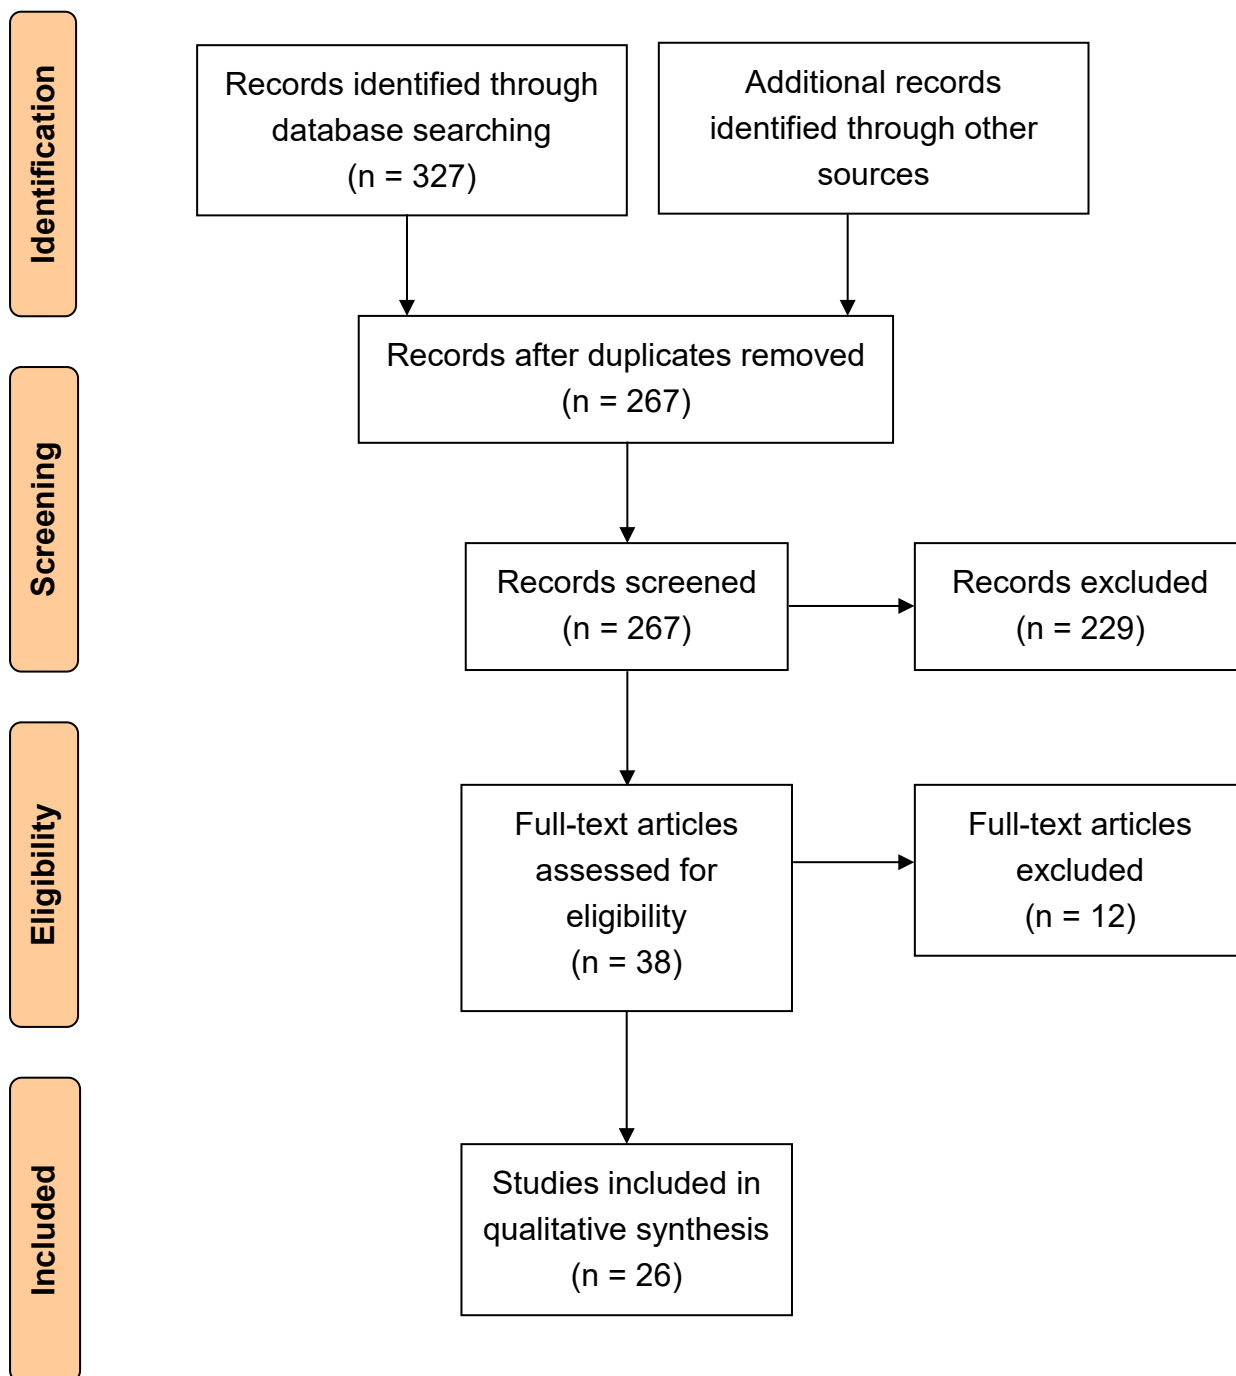 Identification
Records identified through
database searching
(n = 327)
Additional records
identified through other
sources
Records after duplicates removed
(n = 267)
Screening
Records screened
(n = 267)
Records excluded
(n = 229)
Eligibility
Full-text articles
assessed for
eligibility
(n = 38)
Full-text articles
excluded
(n = 12)
Included
Studies included in
qualitative synthesis
(n = 26)